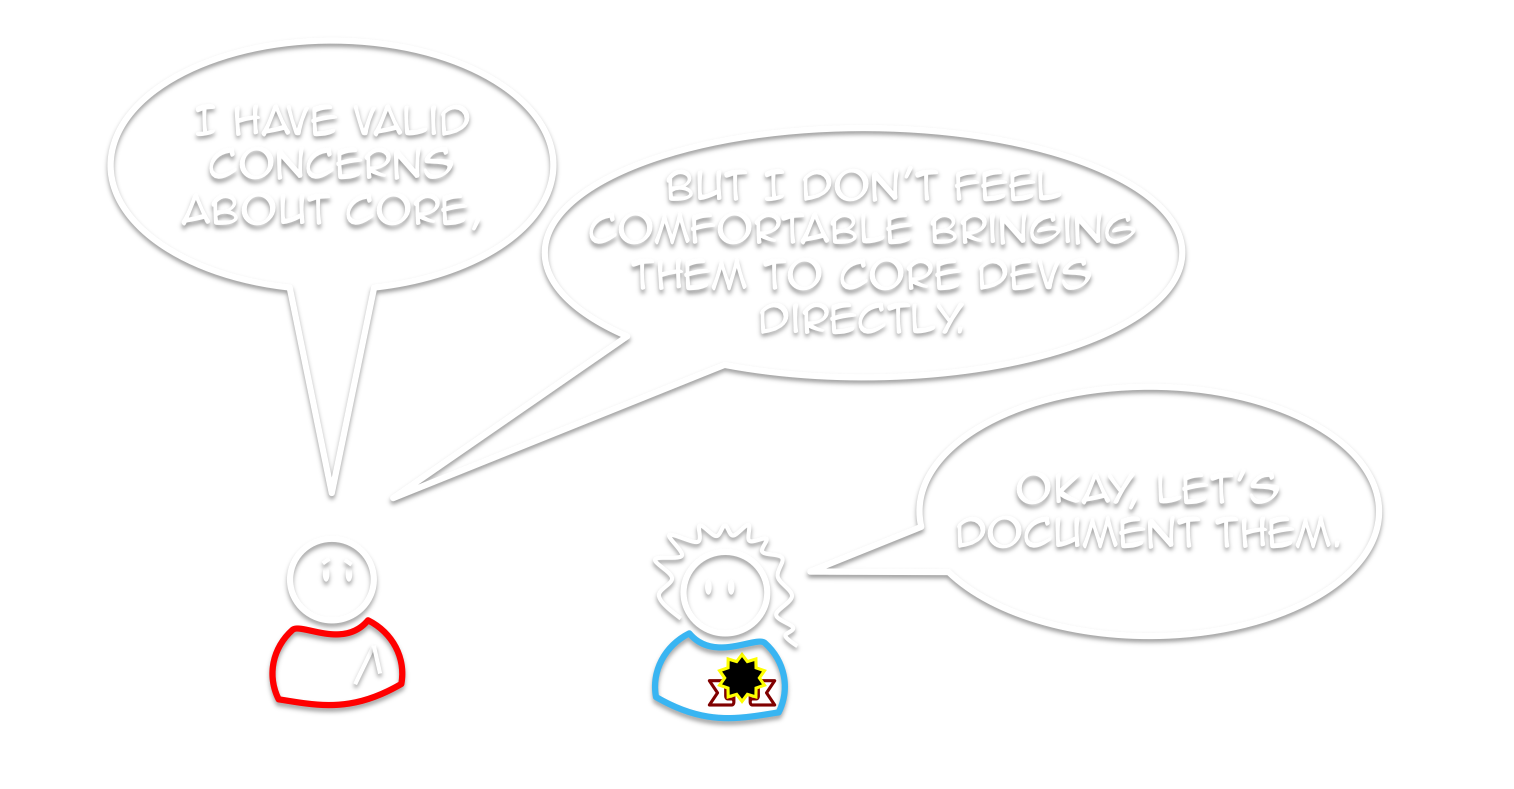 I HAVE VALID
CONCERNS
ABOUT CORE,
BUT I DON'T FEEL
COMFORTABLE BRINGING
THEM TO CORE DEVS
DIRECTLY.
OKAY, LET'S
DOCUMENT THEM.